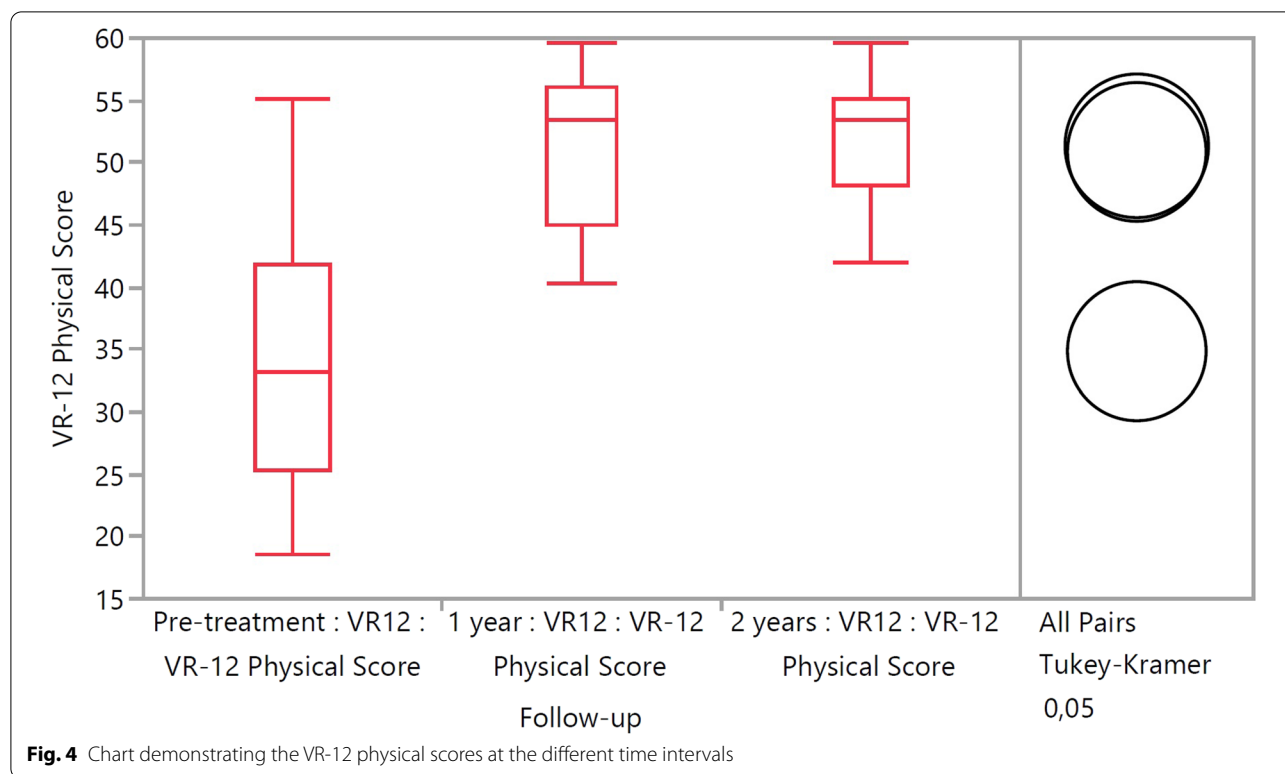 VR-12 Physical Score
60
55
50
45
40
35
30
25
20
15
Pre-treatment : VR12 :
VR-12 Physical Score
1 year : VR12 : VR-12
Physical Score
2 years : VR12 : VR-12
Physical Score
Follow-up
All Pairs
Tukey-Kramer
0,05
Fig. 4 Chart demonstrating the VR-12 physical scores at the different time intervals